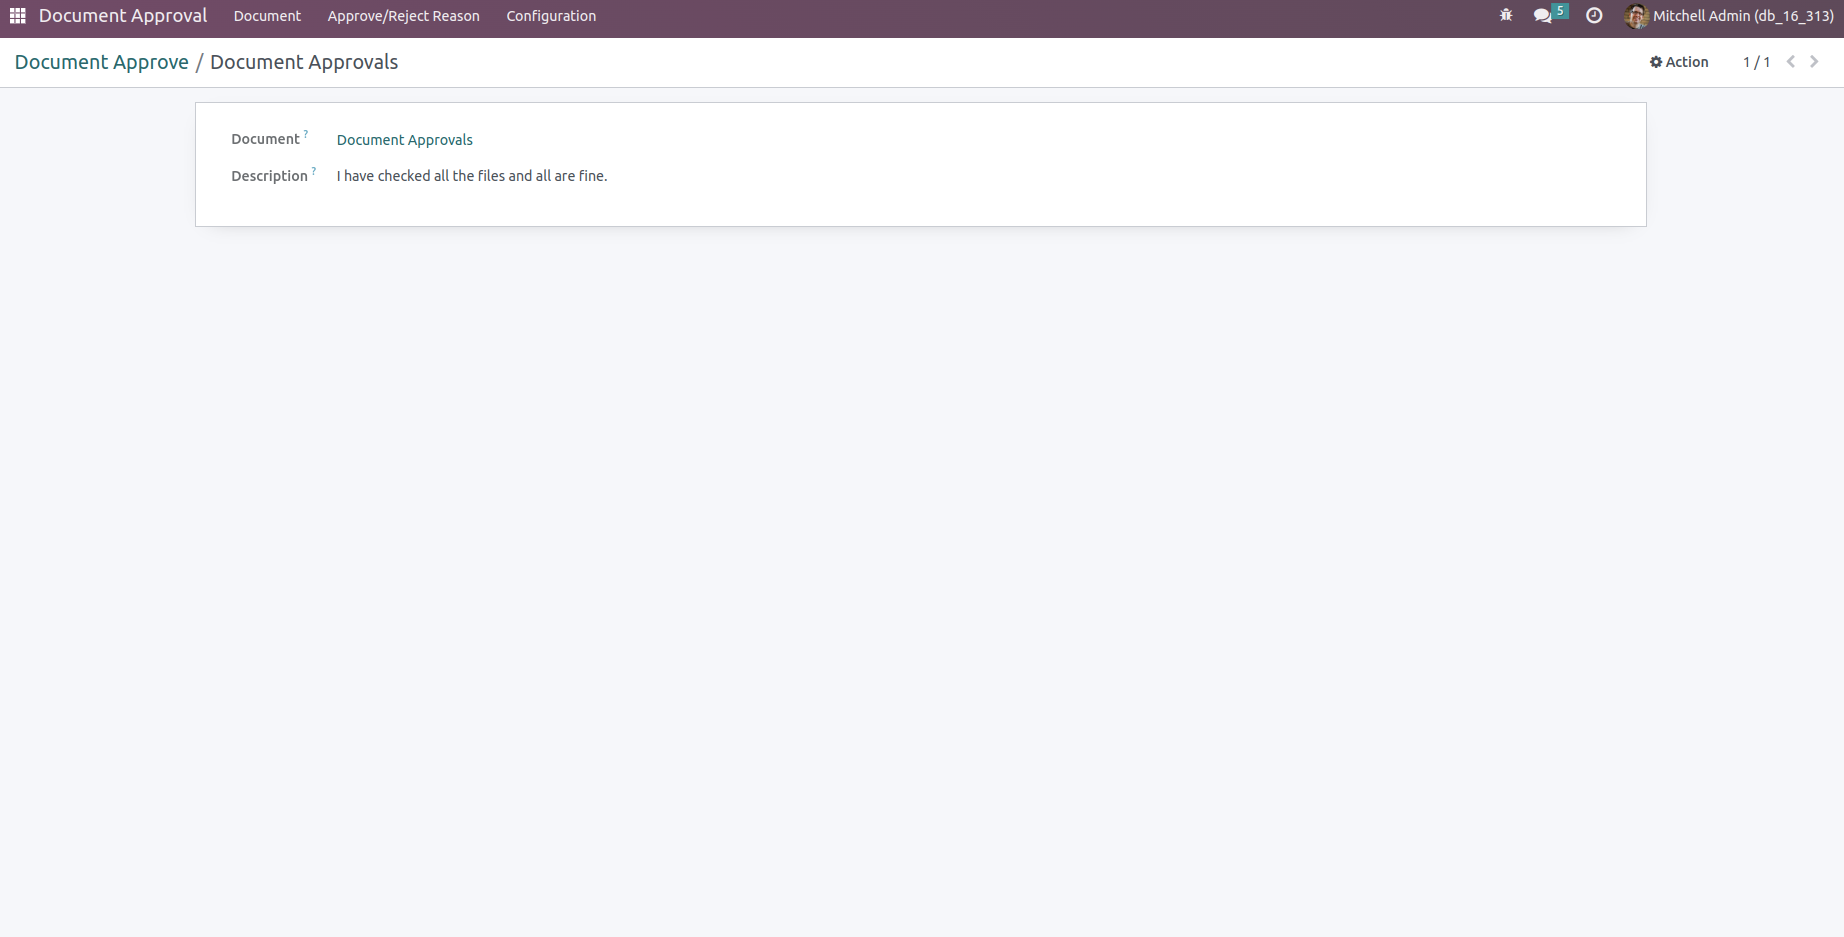 Document Approval Document Approve/Reject Reason Configuration 5 Mitchell Admin (db_16_313)
Document Approve / Document Approvals Action 1 / 1
Document ? Document Approvals
Description ? I have checked all the files and all are fine.